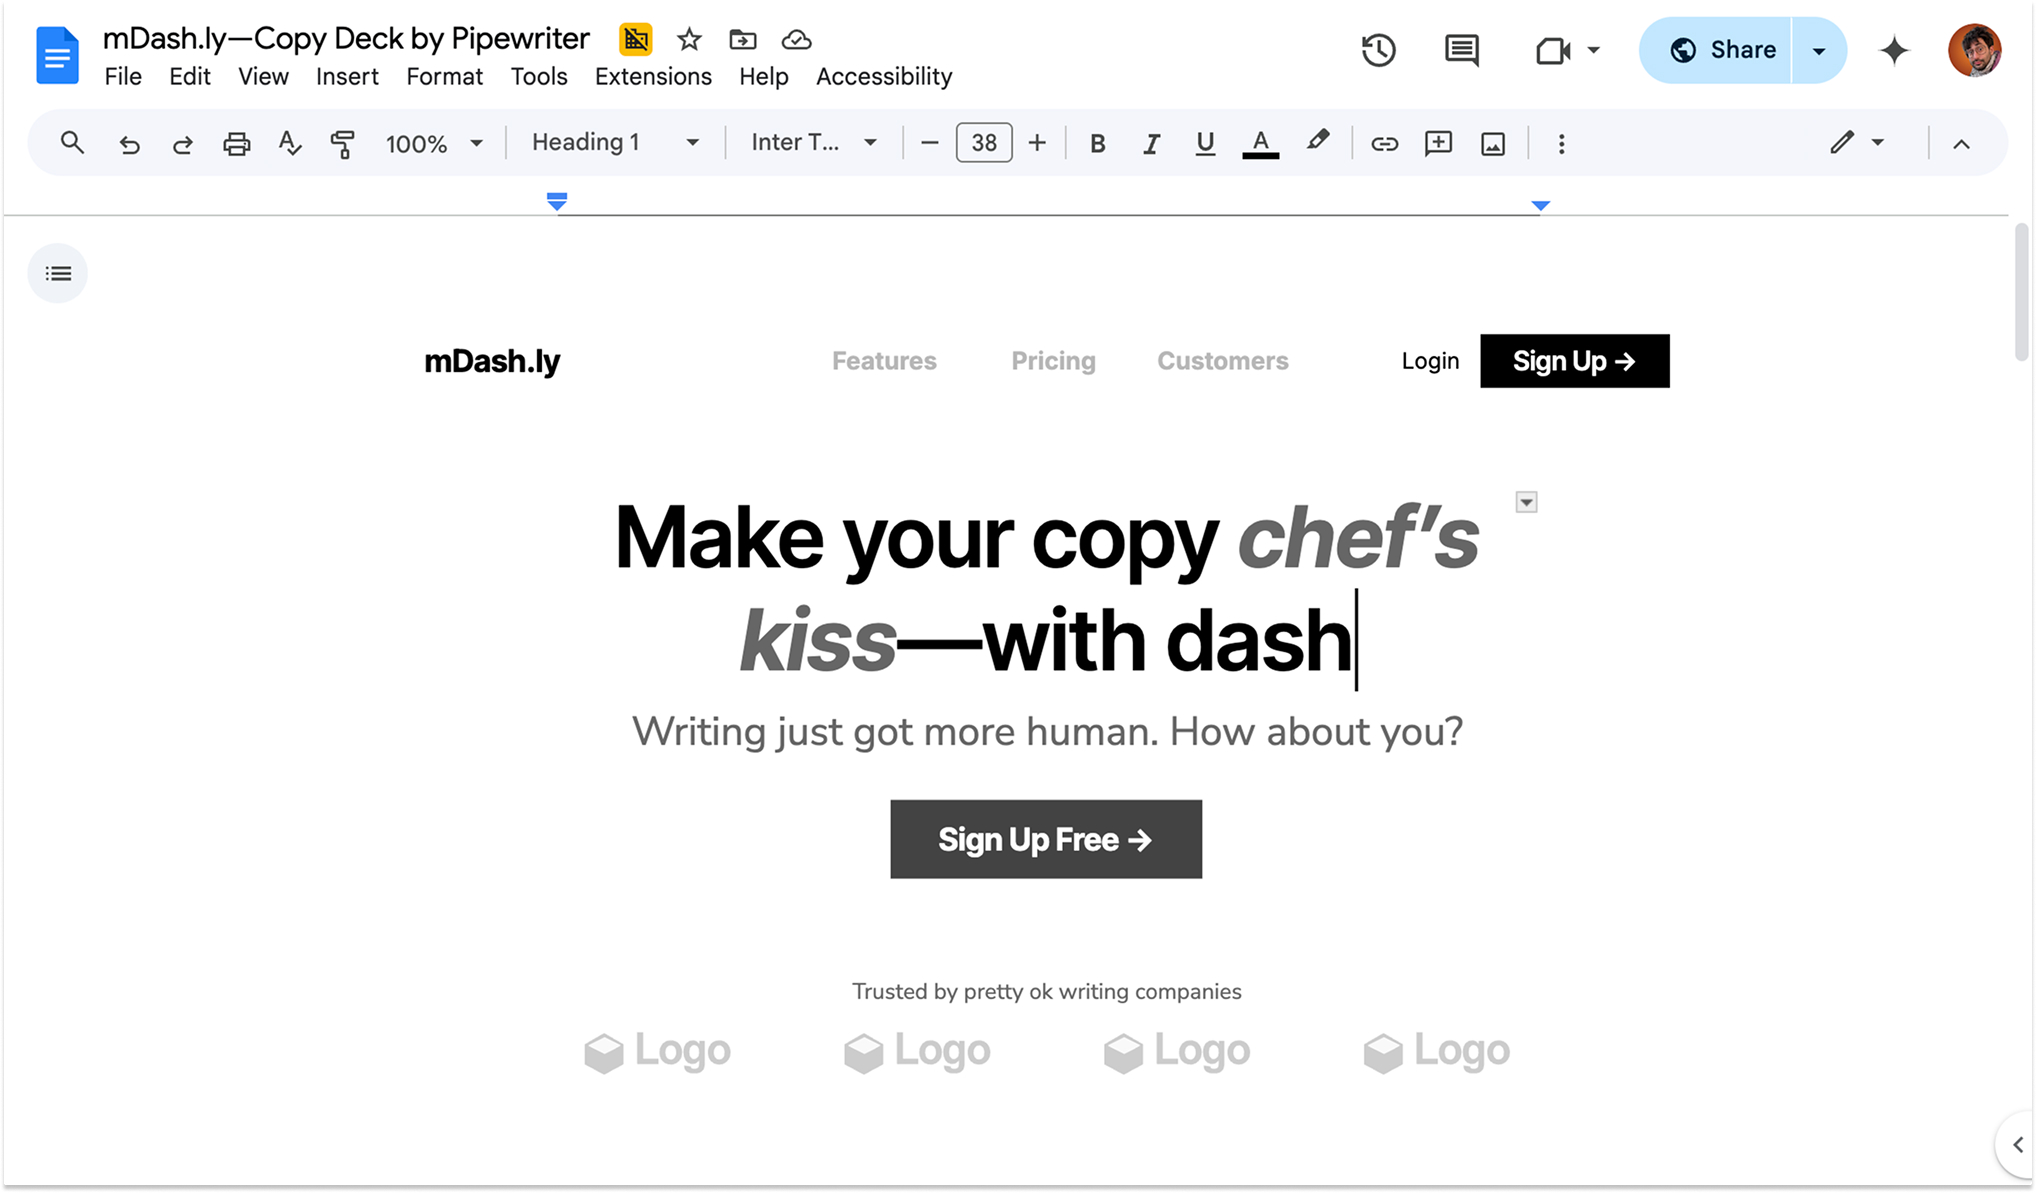 mDash.ly—Copy Deck by Pipewriter
File Edit View Insert Format Tools Extensions Help Accessibility
Share
100% Heading 1 Inter T... 38 B I U A
mDash.ly Features Pricing Customers Login Sign Up →
Make your copy chef’s
kiss—with dash
Writing just got more human. How about you?
Sign Up Free →
Trusted by pretty ok writing companies
Logo Logo Logo Logo